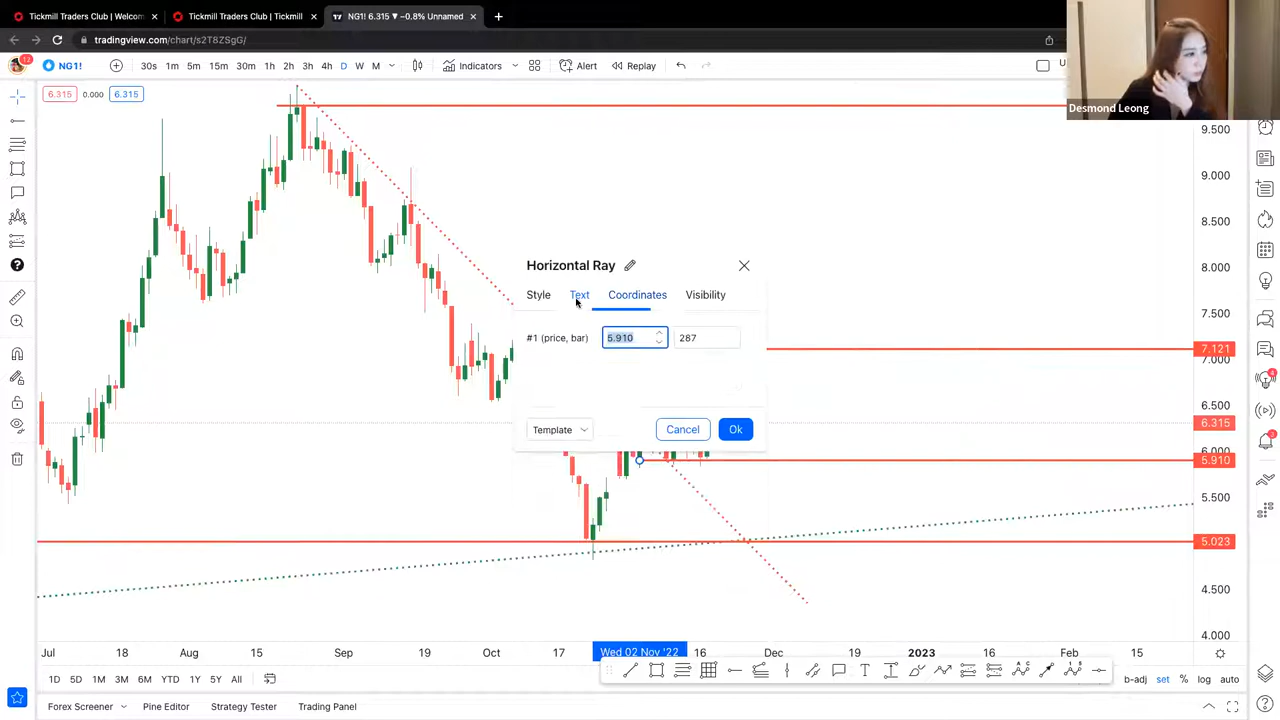 Tickmill Traders Club | Welcom
Tickmill Traders Club | Tickmill
NG1! 6.315 ▼ −0.8% Unnamed
tradingview.com/chart/s2T8ZSgG/
12
NG1!
30s 1m 5m 15m 30m 1h 2h 3h 4h D W M
Indicators
Alert
Replay
Desmond Leong
6.315 0.000 6.315
9.500
9.000
8.500
8.000
7.500
7.121
6.500
6.315
6.000
5.910
5.500
5.023
4.500
4.000
Horizontal Ray
Style Text Coordinates Visibility
#1 (price, bar) 5.910 287
Template Cancel Ok
Jul 18 Aug 15 Sep 19 Oct 17 Wed 02 Nov '22 16 Dec 19 2023 16 Feb 15
1D 5D 1M 3M 6M YTD 1Y 5Y All
b-adj set % log auto
Forex Screener Pine Editor Strategy Tester Trading Panel